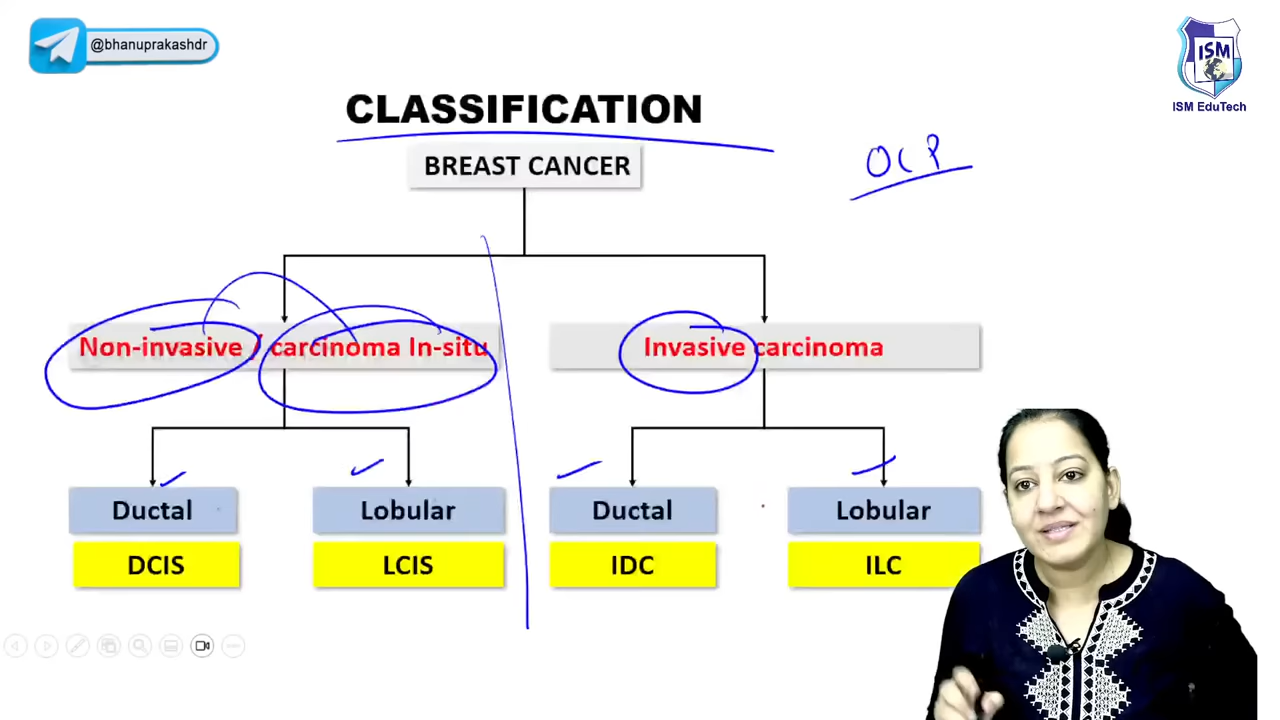 @bhanuprakashdr
ISM
ISM EduTech
CLASSIFICATION
BREAST CANCER
OCP
Non-invasive / carcinoma In-situ
Invasive carcinoma
Ductal
Lobular
Ductal
Lobular
DCIS
LCIS
IDC
ILC